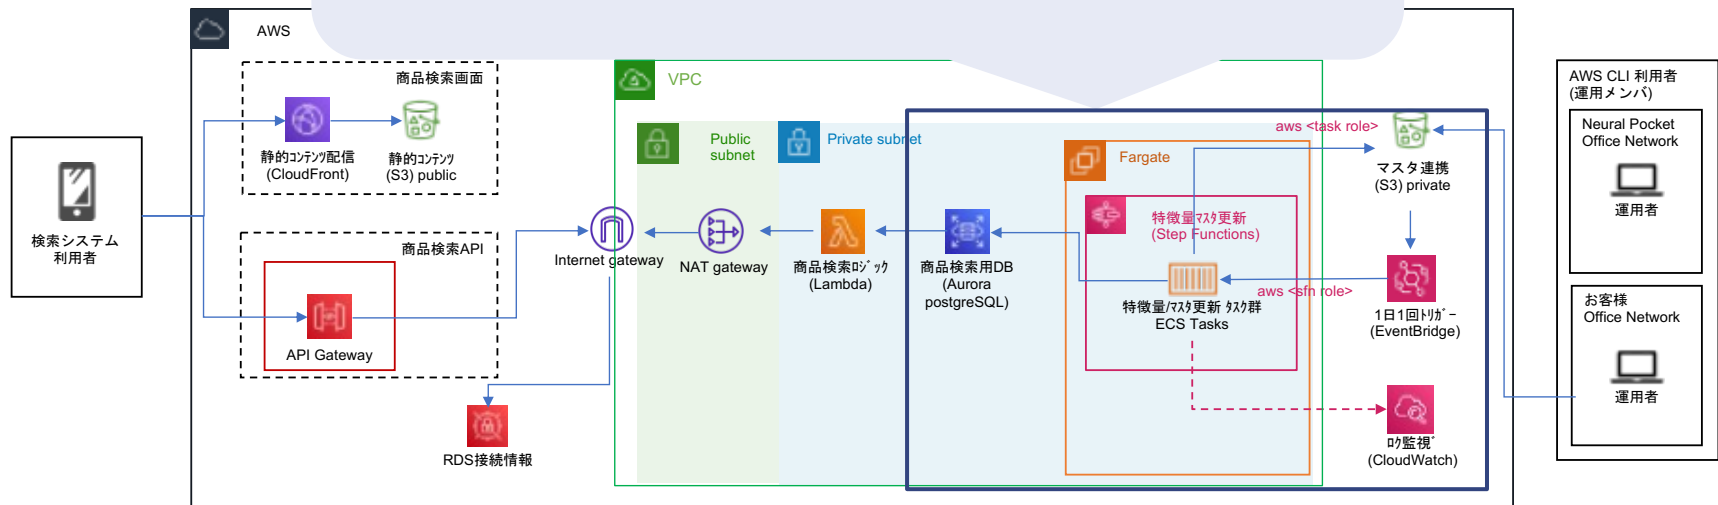 AWS
商品検索画面
静的ｺﾝﾃﾝﾂ配信
(CloudFront)
静的ｺﾝﾃﾝﾂ
(S3) public
検索システム
利用者
商品検索API
API Gateway
RDS接続情報
VPC
Public
subnet
Private subnet
Internet gateway
NAT gateway
商品検索ﾛｼﾞｯｸ
(Lambda)
商品検索用DB
(Aurora
postgreSQL)
Fargate
特徴量ﾏｽﾀ更新
(Step Functions)
特徴量/ﾏｽﾀ更新 ﾀｽｸ群
ECS Tasks
aws <task role>
マスタ連携
(S3) private
aws <sfn role>
1日1回ﾄﾘｶﾞｰ
(EventBridge)
ﾛｸ監視ﾞ
(CloudWatch)
AWS CLI 利用者
(運用メンバ)
Neural Pocket
Office Network
運用者
お客様
Office Network
運用者